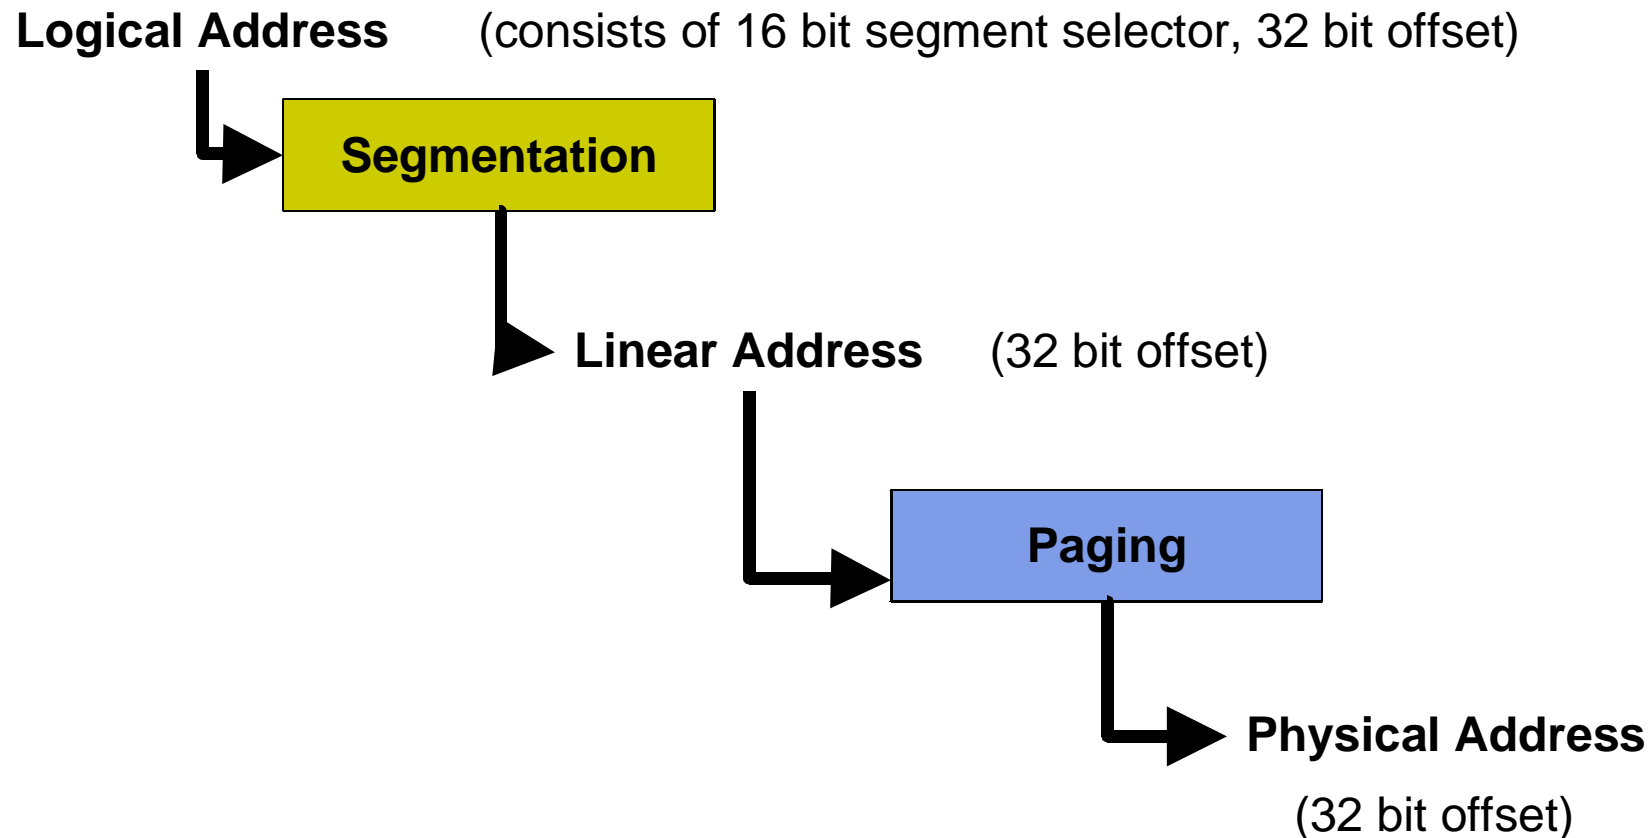 Logical Address (consists of 16 bit segment selector, 32 bit offset)
Segmentation
Linear Address (32 bit offset)
Paging
Physical Address
(32 bit offset)